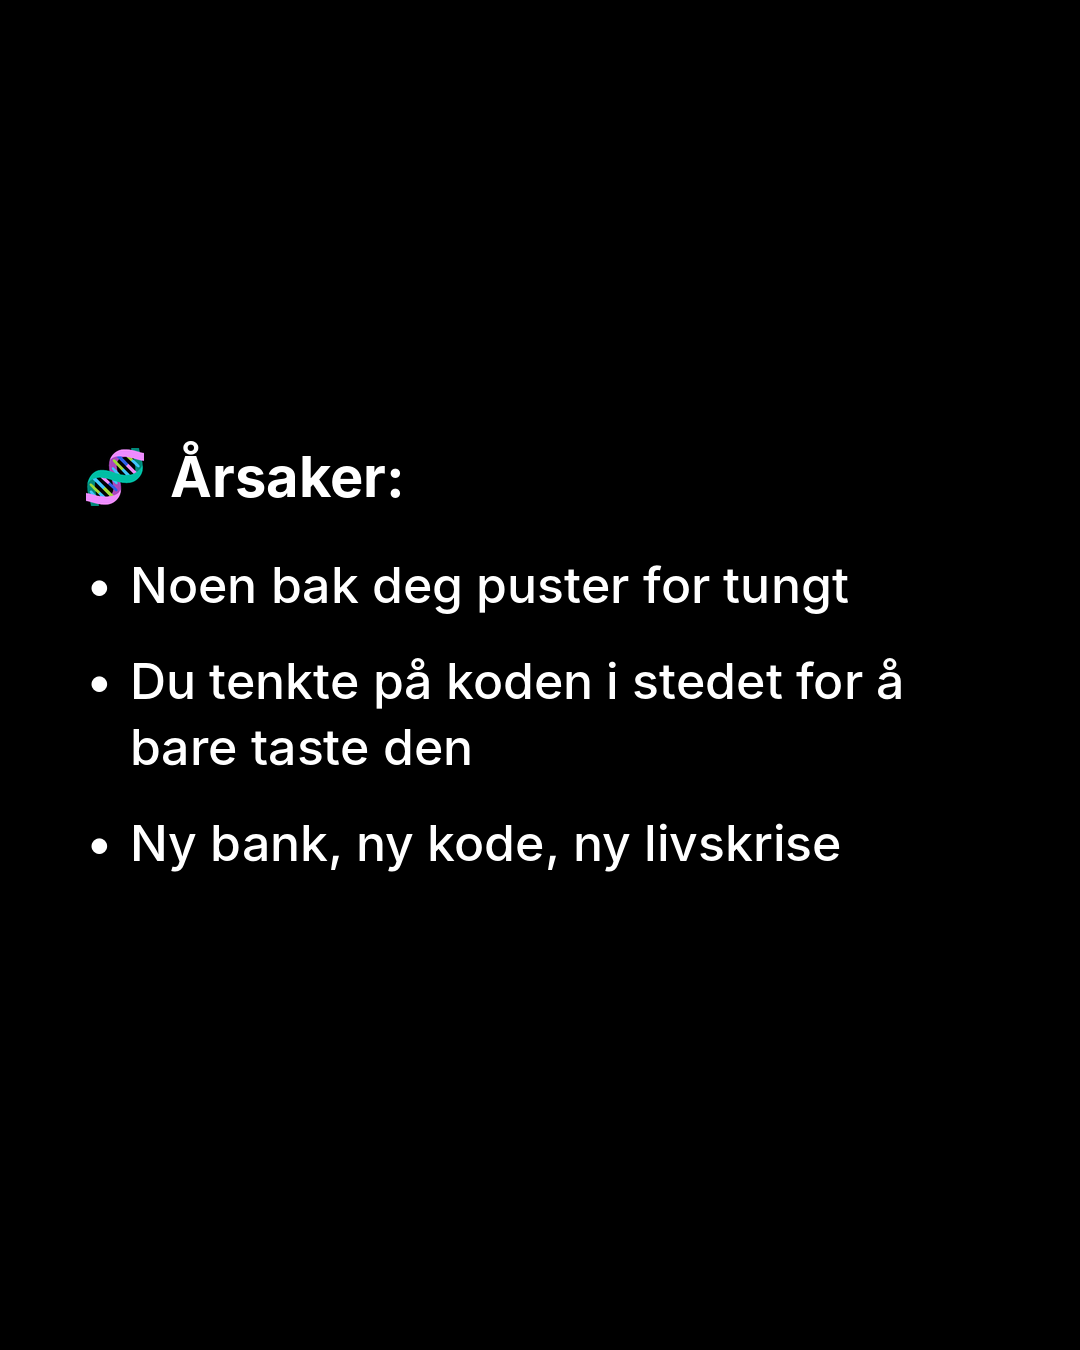 🧬 Årsaker:
• Noen bak deg puster for tungt
• Du tenkte på koden i stedet for å
bare taste den
• Ny bank, ny kode, ny livskrise